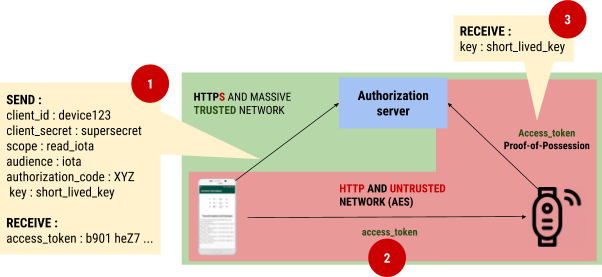 3
RECEIVE :
key : short_lived_key
1
SEND :
client_id : device123
client_secret : supersecret
scope : read_iota
audience : iota
authorization_code : XYZ
key : short_lived_key
RECEIVE :
access_token : b901 heZ7 ...
HTTPS AND MASSIVE
TRUSTED NETWORK
Authorization
server
Access_token
Proof-of-Possession
HTTP AND UNTRUSTED
NETWORK (AES)
access_token
2